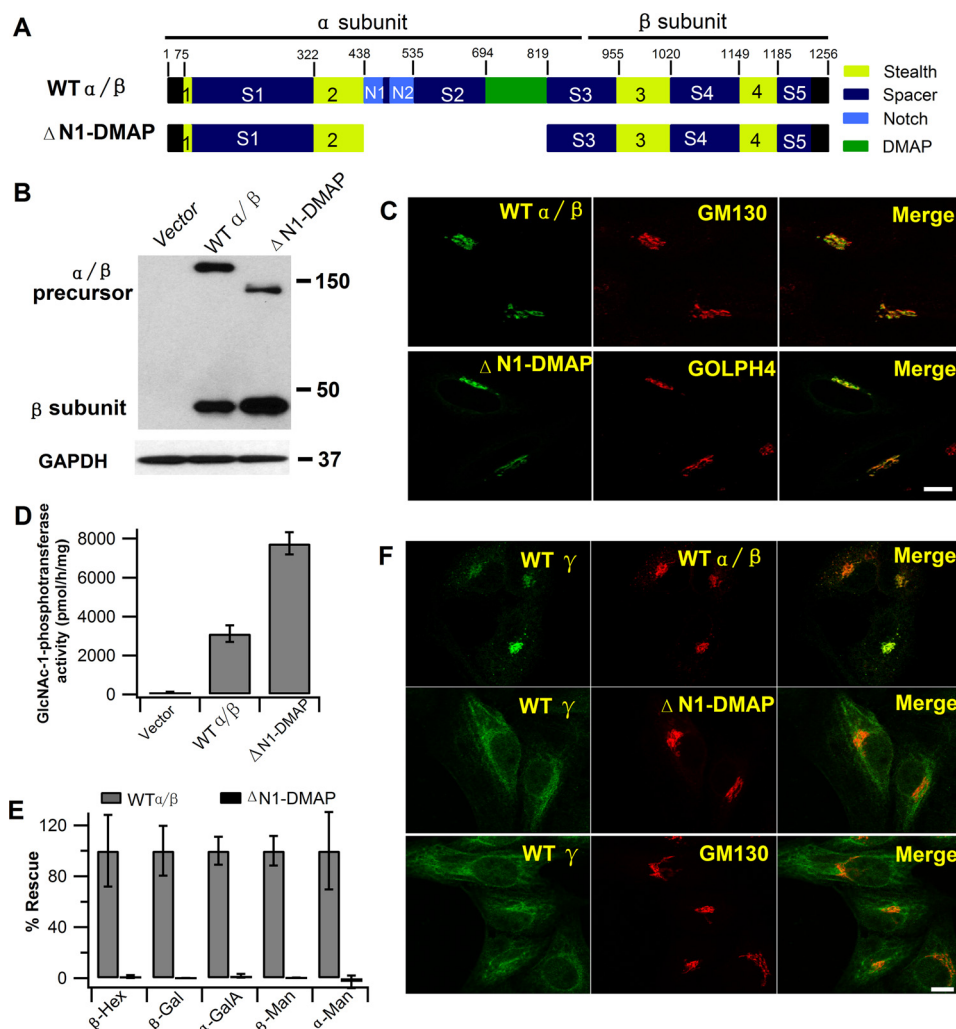 A
α subunit
β subunit
1 75 322 438 535 694 819 955 1020 1149 1185 1256
WT α/β
1 S1 2 N1 N2 S2 S3 3 S4 4 S5
ΔN1-DMAP
1 S1 2 S3 3 S4 4 S5
Stealth
Spacer
Notch
DMAP
B
Vector WT α/β ΔN1-DMAP
α/β
precursor
150
50
β subunit
GAPDH
37
C
WT α/β GM130 Merge
ΔN1-DMAP GOLPH4 Merge
D
GlcNAc-1-phosphotransferase
activity (pmol/h/mg)
8000
6000
4000
2000
0
Vector WT α/β ΔN1-DMAP
E
WTα/β ΔN1-DMAP
% Rescue
120
80
40
0
β-Hex β-Gal α-GalA β-Man α-Man
F
WT γ WT α/β Merge
WT γ ΔN1-DMAP Merge
WT γ GM130 Merge